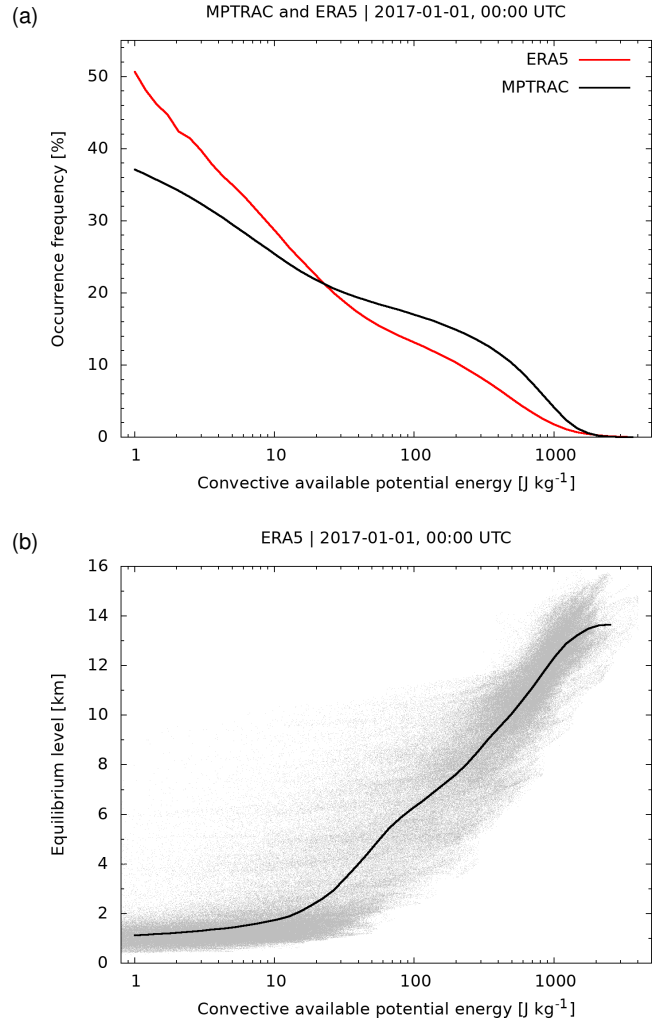 (a)
MPTRAC and ERA5 | 2017-01-01, 00:00 UTC
ERA5
MPTRAC
Occurrence frequency [%]
50
40
30
20
10
0
1 10 100 1000
Convective available potential energy [J kg⁻¹]
(b)
ERA5 | 2017-01-01, 00:00 UTC
Equilibrium level [km]
16
14
12
10
8
6
4
2
0
1 10 100 1000
Convective available potential energy [J kg⁻¹]